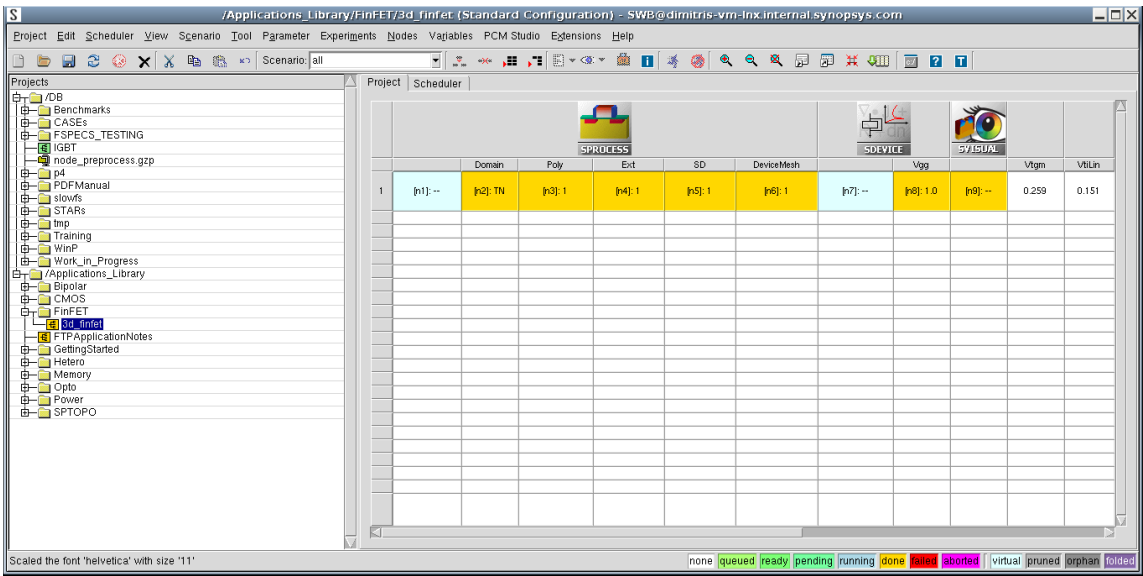 S /Applications_Library/FinFET/3d_finfet (Standard Configuration) - SWB@dimitris-vm-lnx.internal.synopsys.com
Project Edit Scheduler View Scenario Tool Parameter Experiments Nodes Variables PCM Studio Extensions Help
Scenario: all
Projects
/DB
Benchmarks
CASEs
FSPECS_TESTING
IGBT
node_preprocess.gzp
p4
PDFManual
slowfs
STARs
tmp
Training
WinP
Work_in_Progress
/Applications_Library
Bipolar
CMOS
FinFET
3d_finfet
FTPApplicationNotes
GettingStarted
Hetero
Memory
Opto
Power
SPTOPO
Project Scheduler
SPROCESS SDEVICE SVISUAL
Domain Poly Ext SD DeviceMesh Vgg Vtgm VtiLin
1 [n1]: -- [n2]: TN [n3]: 1 [n4]: 1 [n5]: 1 [n6]: 1 [n7]: -- [n8]: 1.0 [n9]: -- 0.259 0.151
Scaled the font 'helvetica' with size '11'
none queued ready pending running done failed aborted virtual pruned orphan folded